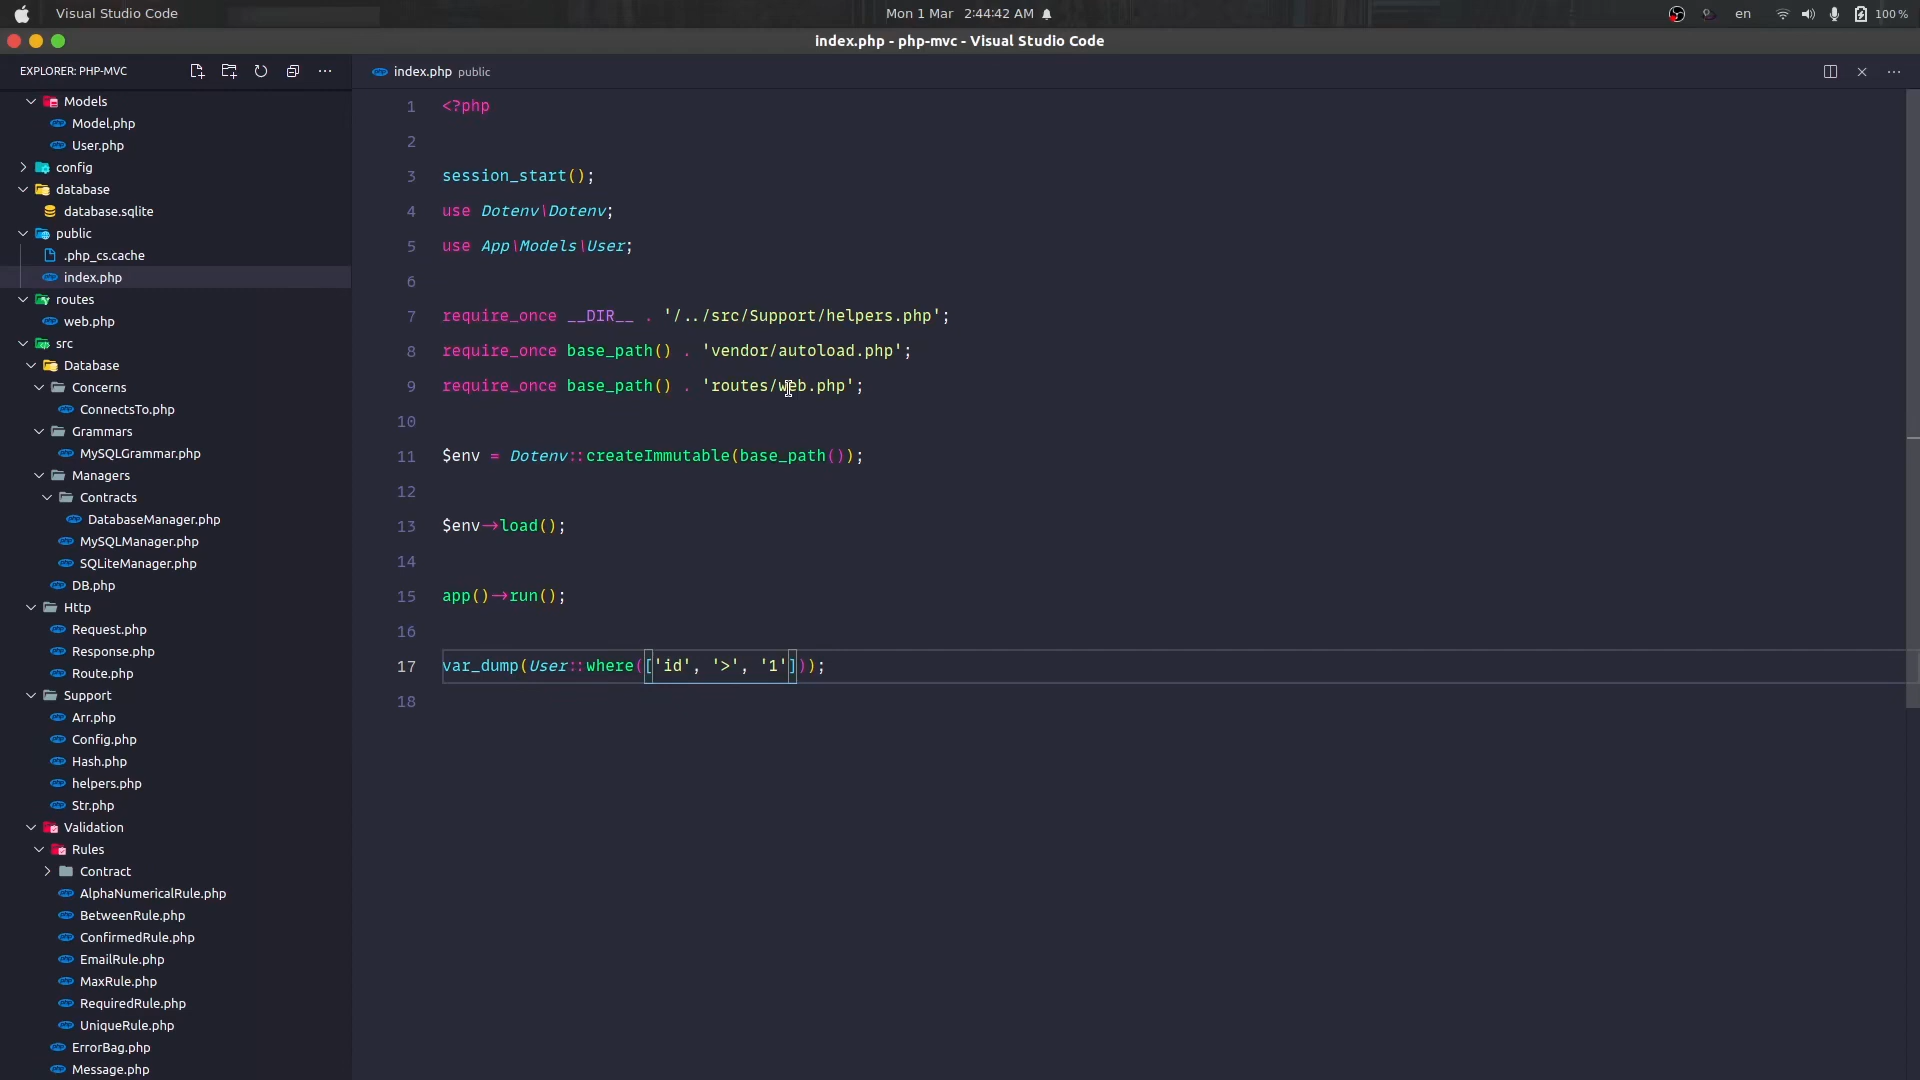 Visual Studio Code
Mon 1 Mar 2:44:42 AM
en
100 %
index.php - php-mvc - Visual Studio Code
EXPLORER: PHP-MVC
index.php public
Models
Model.php
User.php
config
database
database.sqlite
public
.php_cs.cache
index.php
routes
web.php
src
Database
Concerns
ConnectsTo.php
Grammars
MySQLGrammar.php
Managers
Contracts
DatabaseManager.php
MySQLManager.php
SQLiteManager.php
DB.php
Http
Request.php
Response.php
Route.php
Support
Arr.php
Config.php
Hash.php
helpers.php
Str.php
Validation
Rules
Contract
AlphaNumericalRule.php
BetweenRule.php
ConfirmedRule.php
EmailRule.php
MaxRule.php
RequiredRule.php
UniqueRule.php
ErrorBag.php
Message.php
1 <?php
2
3 session_start();
4 use Dotenv\Dotenv;
5 use App\Models\User;
6
7 require_once __DIR__ . '/../src/Support/helpers.php';
8 require_once base_path() . 'vendor/autoload.php';
9 require_once base_path() . 'routes/web.php';
10
11 $env = Dotenv::createImmutable(base_path());
12
13 $env->load();
14
15 app()->run();
16
17 var_dump(User::where(['id', '>', '1']));
18